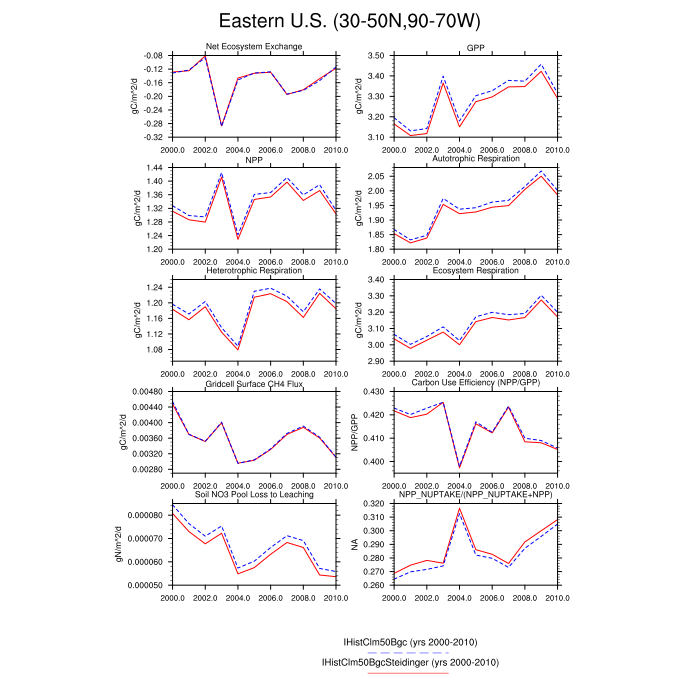 Eastern U.S. (30-50N,90-70W)
Net Ecosystem Exchange
gC/m^2/d
-0.08
-0.12
-0.16
-0.20
-0.24
-0.28
-0.32
2000.0 2002.0 2004.0 2006.0 2008.0 2010.0
GPP
gC/m^2/d
3.50
3.40
3.30
3.20
3.10
2000.0 2002.0 2004.0 2006.0 2008.0 2010.0
NPP
gC/m^2/d
1.44
1.40
1.36
1.32
1.28
1.24
1.20
2000.0 2002.0 2004.0 2006.0 2008.0 2010.0
Autotrophic Respiration
gC/m^2/d
2.05
2.00
1.95
1.90
1.85
1.80
2000.0 2002.0 2004.0 2006.0 2008.0 2010.0
Heterotrophic Respiration
gC/m^2/d
1.24
1.20
1.16
1.12
1.08
2000.0 2002.0 2004.0 2006.0 2008.0 2010.0
Ecosystem Respiration
gC/m^2/d
3.40
3.30
3.20
3.10
3.00
2.90
2000.0 2002.0 2004.0 2006.0 2008.0 2010.0
Gridcell Surface CH4 Flux
gC/m^2/d
0.00480
0.00440
0.00400
0.00360
0.00320
0.00280
2000.0 2002.0 2004.0 2006.0 2008.0 2010.0
Carbon Use Efficiency (NPP/GPP)
NPP/GPP
0.430
0.420
0.410
0.400
2000.0 2002.0 2004.0 2006.0 2008.0 2010.0
Soil NO3 Pool Loss to Leaching
gN/m^2/d
0.000080
0.000070
0.000060
0.000050
2000.0 2002.0 2004.0 2006.0 2008.0 2010.0
NPP_NUPTAKE/(NPP_NUPTAKE+NPP)
NA
0.320
0.310
0.300
0.290
0.280
0.270
0.260
2000.0 2002.0 2004.0 2006.0 2008.0 2010.0
IHistClm50Bgc (yrs 2000-2010)
IHistClm50BgcSteidinger (yrs 2000-2010)